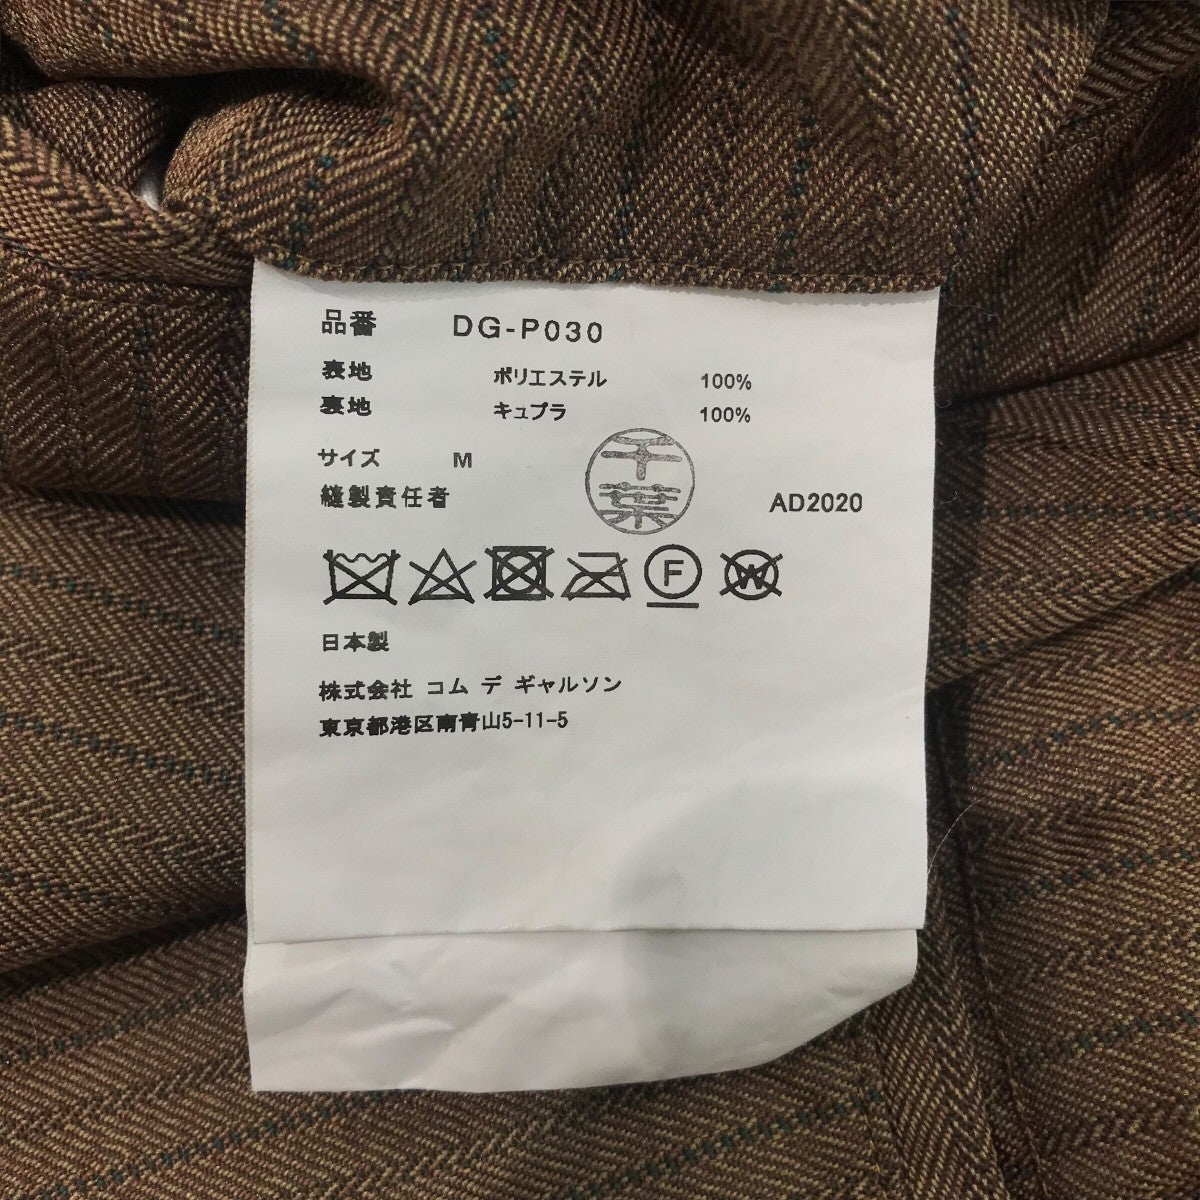 品番 DG-P030
表地 ポリエステル 100%
裏地 キュプラ 100%
サイズ M
千葉
縫製責任者 AD2020
F W
日本製
株式会社 コム デ ギャルソン
東京都港区南青山5-11-5